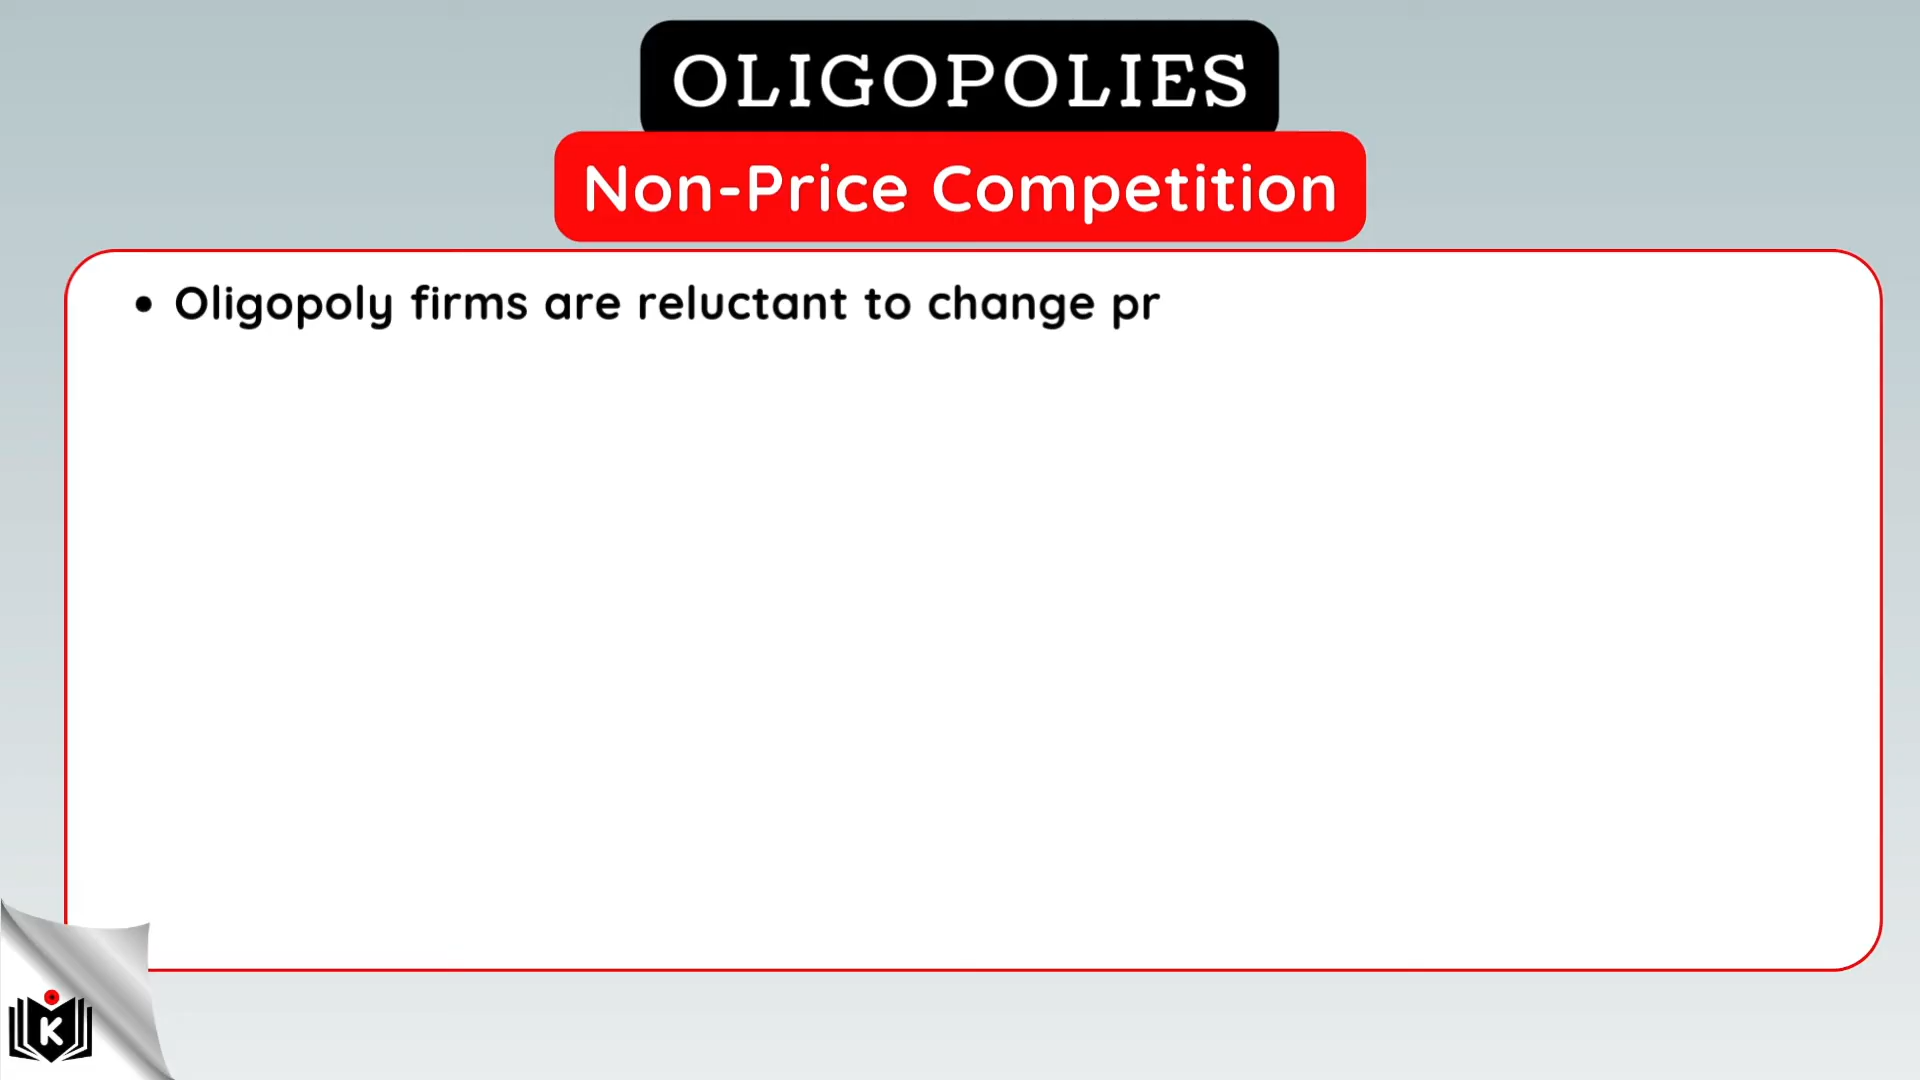 OLIGOPOLIES
Non-Price Competition
• Oligopoly firms are reluctant to change pr
K